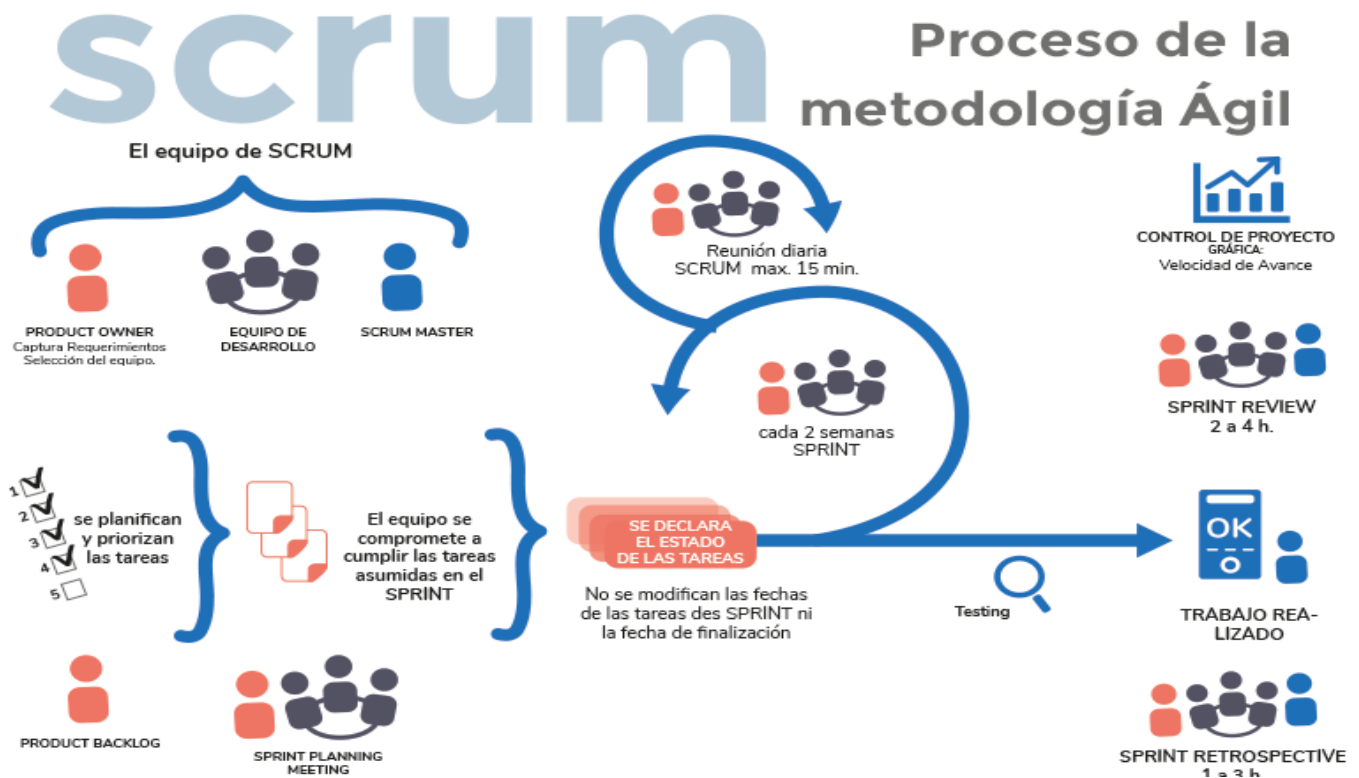 scrum
Proceso de la
metodología Ágil
El equipo de SCRUM
PRODUCT OWNER
Captura Requerimientos
Selección del equipo.
EQUIPO DE
DESARROLLO
SCRUM MASTER
Reunión diaria
SCRUM max. 15 min.
cada 2 semanas
SPRINT
CONTROL DE PROYECTO
GRÁFICA:
Velocidad de Avance
SPRINT REVIEW
2 a 4 h.
1
2
3
4
5
se planifican
y priorizan
las tareas
El equipo se
compromete a
cumplir las tareas
asumidas en el
SPRINT
SE DECLARA
EL ESTADO
DE LAS TAREAS
No se modifican las fechas
de las tareas des SPRINT ni
la fecha de finalización
Testing
OK
TRABAJO REA-
LIZADO
PRODUCT BACKLOG
SPRINT PLANNING
MEETING
SPRINT RETROSPECTIVE
1 a 3 h